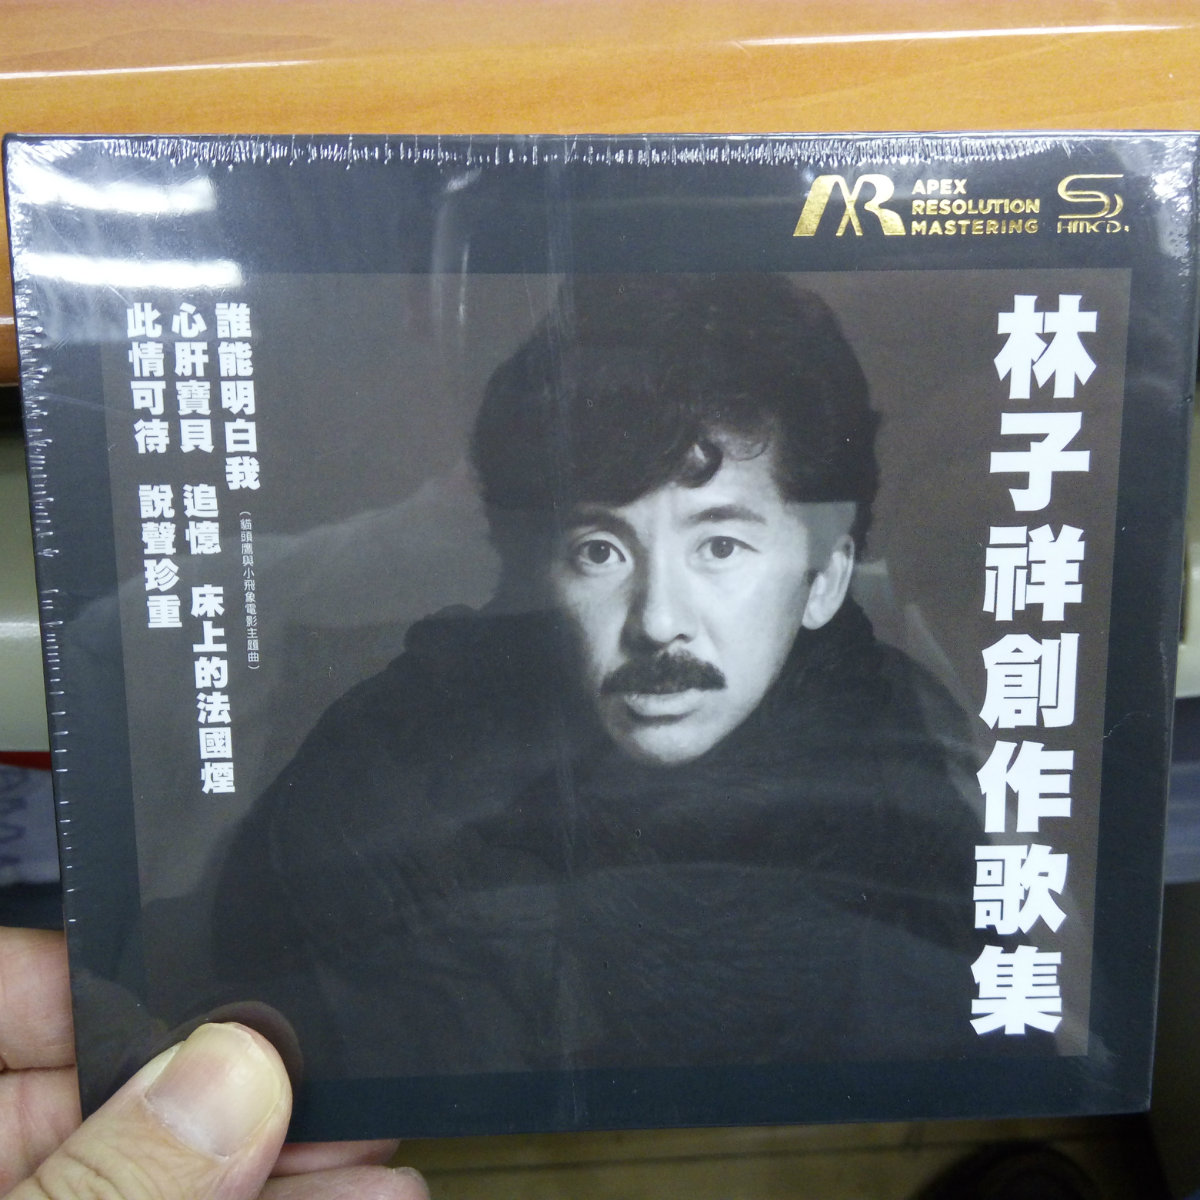 APEX
RESOLUTION
MASTERING
林子祥創作歌集
誰能明白我
(貓頭鷹與小飛象電影主題曲)
心肝寶貝 追憶 床上的法國煙
此情可待 說聲珍重